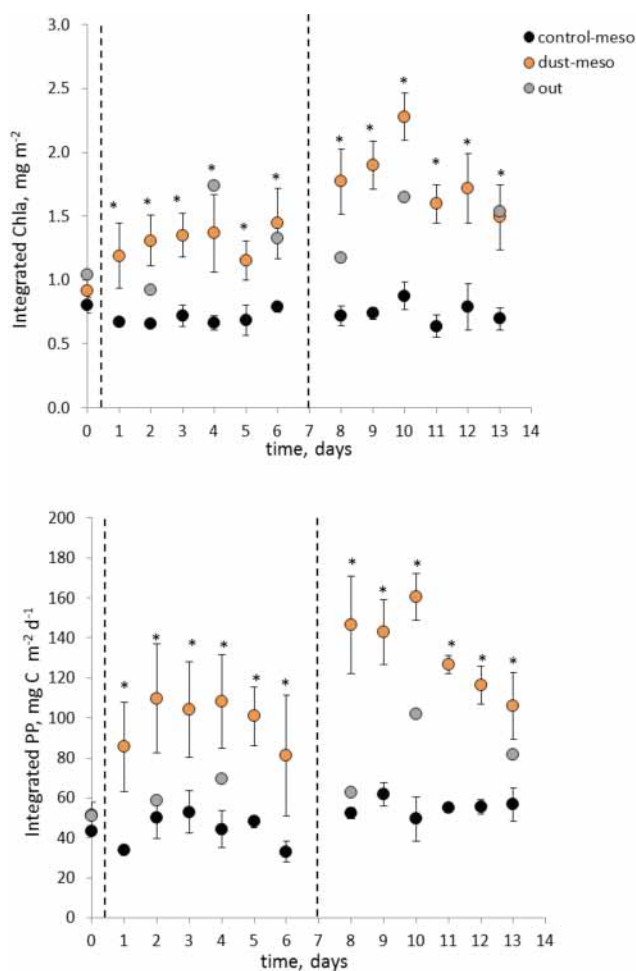 control-meso
dust-meso
out
Integrated Chla, mg m⁻²
3.0
2.5
2.0
1.5
1.0
0.5
0.0
* * * * * * * * * * * *
0 1 2 3 4 5 6 7 8 9 10 11 12 13 14
time, days
Integrated PP, mg C m⁻² d⁻¹
200
180
160
140
120
100
80
60
40
20
0
* * * * * * * * * * * *
0 1 2 3 4 5 6 7 8 9 10 11 12 13 14
time, days